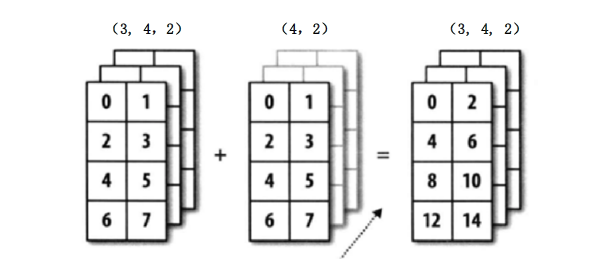 (3, 4, 2) (4, 2) (3, 4, 2)
0 1 0 1 0 2
2 3 + 2 3 = 4 6
4 5 4 5 8 10
6 7 6 7 12 14